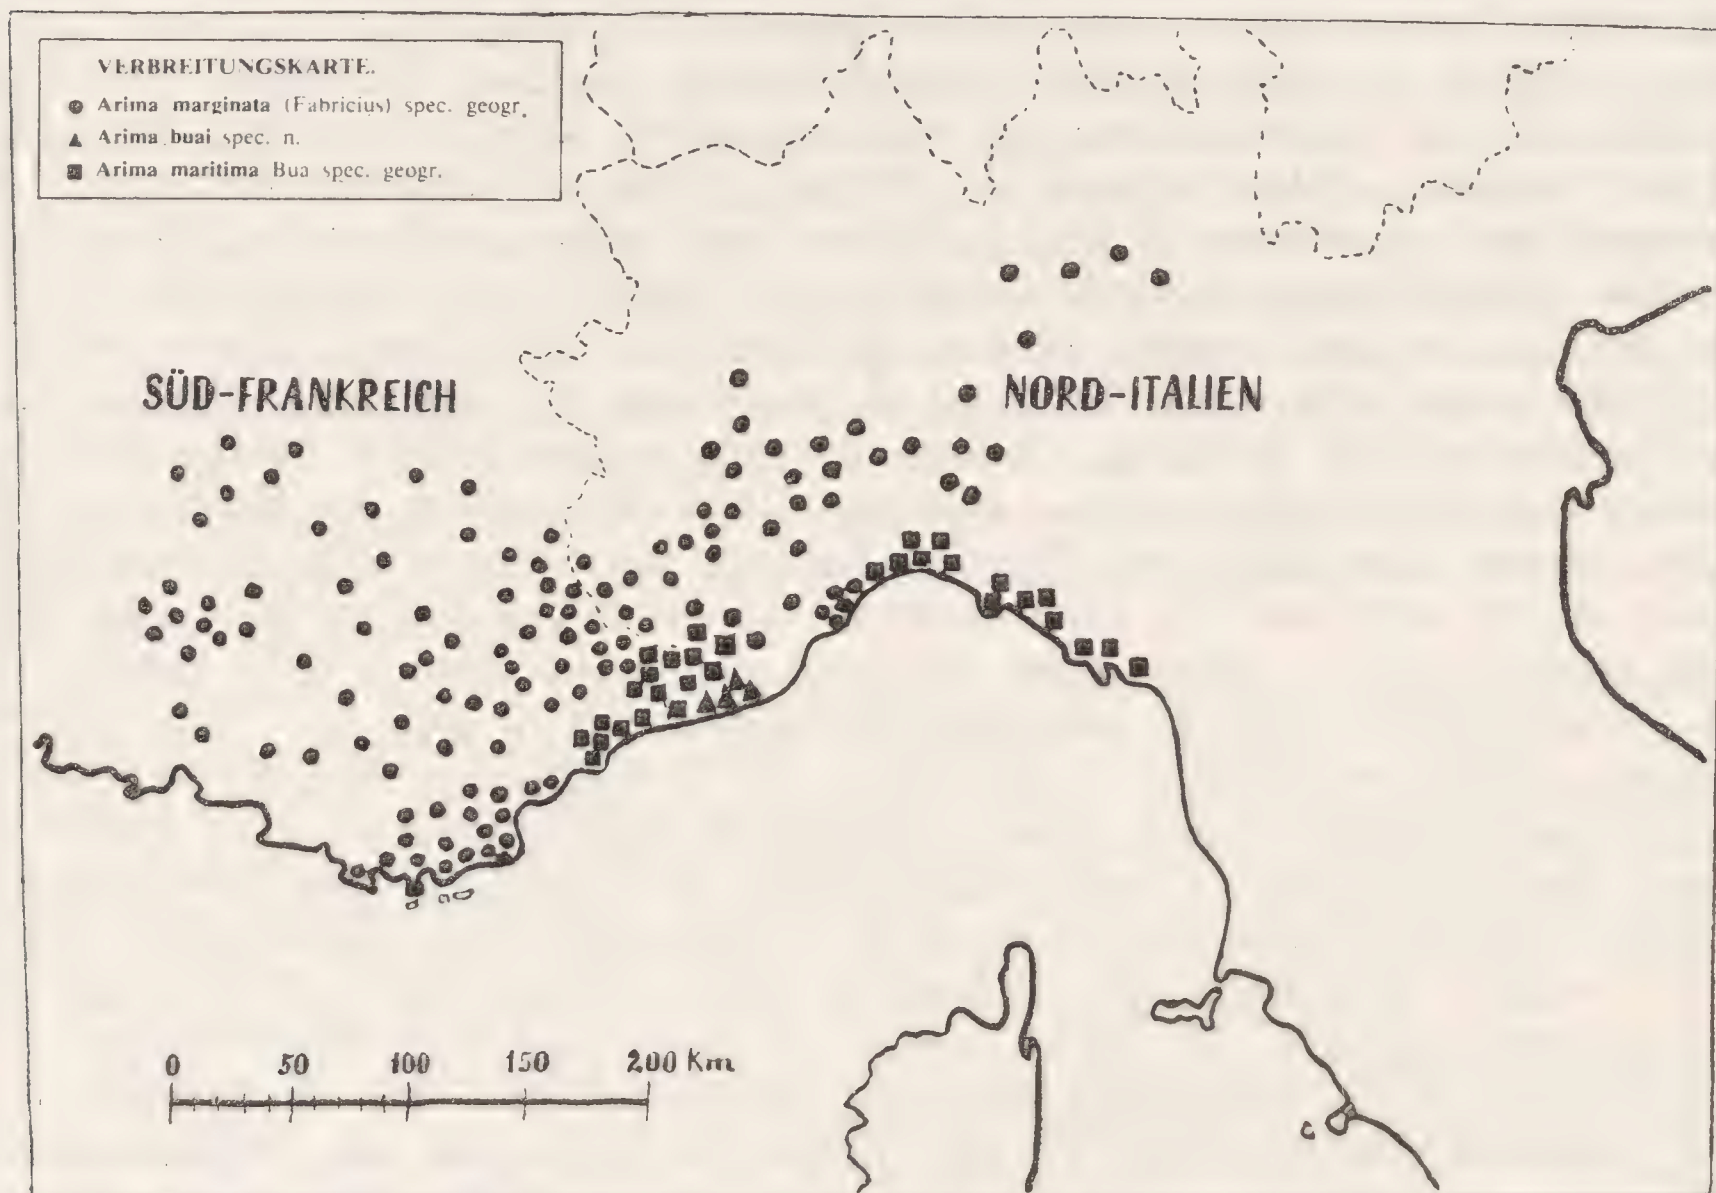 VERBREITUNGSKARTE.
Arima marginata (Fabricius) spec. geogr.
Arima buai spec. n.
Arima maritima Bua spec. geogr.
SÜD-FRANKREICH
NORD-ITALIEN
0 50 100 150 200 Km